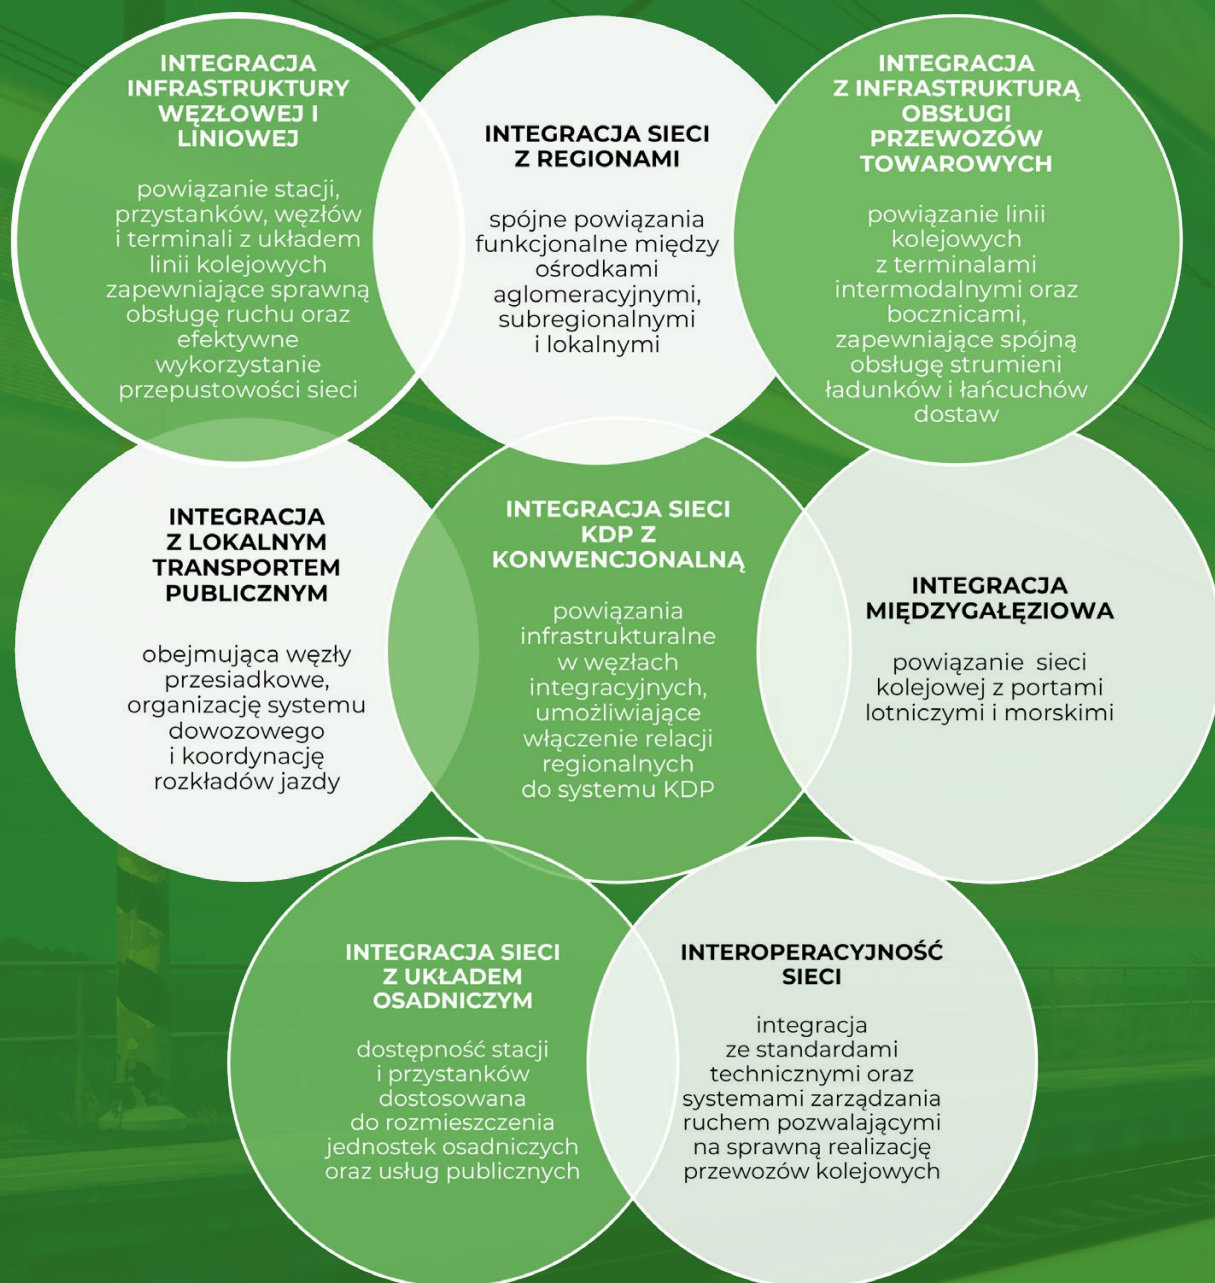 INTEGRACJA
INFRASTRUKTURY
WĘZŁOWEJ I
LINIOWEJ
powiązanie stacji,
przystanków, węzłów
i terminali z układem
linii kolejowych
zapewniające sprawną
obsługę ruchu oraz
efektywne
wykorzystanie
przepustowości sieci
INTEGRACJA SIECI
Z REGIONAMI
spójne powiązania
funkcjonalne między
ośrodkami
aglomeracyjnymi,
subregionalnymi
i lokalnymi
INTEGRACJA
Z INFRASTRUKTURĄ
OBSŁUGI
PRZEWOZÓW
TOWAROWYCH
powiązanie linii
kolejowych
z terminalami
intermodalnymi oraz
bocznicami,
zapewniające spójną
obsługę strumieni
ładunków i łańcuchów
dostaw
INTEGRACJA
Z LOKALNYM
TRANSPORTEM
PUBLICZNYM
obejmująca węzły
przesiadkowe,
organizację systemu
dowozowego
i koordynację
rozkładów jazdy
INTEGRACJA SIECI
KDP Z
KONWENCJONALNĄ
powiązania
infrastrukturalne
w węzłach
integracyjnych,
umożliwiające
włączenie relacji
regionalnych
do systemu KDP
INTEGRACJA
MIĘDZYGAŁĘZIOWA
powiązanie sieci
kolejowej z portami
lotniczymi i morskimi
INTEGRACJA SIECI
Z UKŁADEM
OSADNICZYM
dostępność stacji
i przystanków
dostosowana
do rozmieszczenia
jednostek osadniczych
oraz usług publicznych
INTEROPERACYJNOŚĆ
SIECI
integracja
ze standardami
technicznymi oraz
systemami zarządzania
ruchem pozwalającymi
na sprawną realizację
przewozów kolejowych